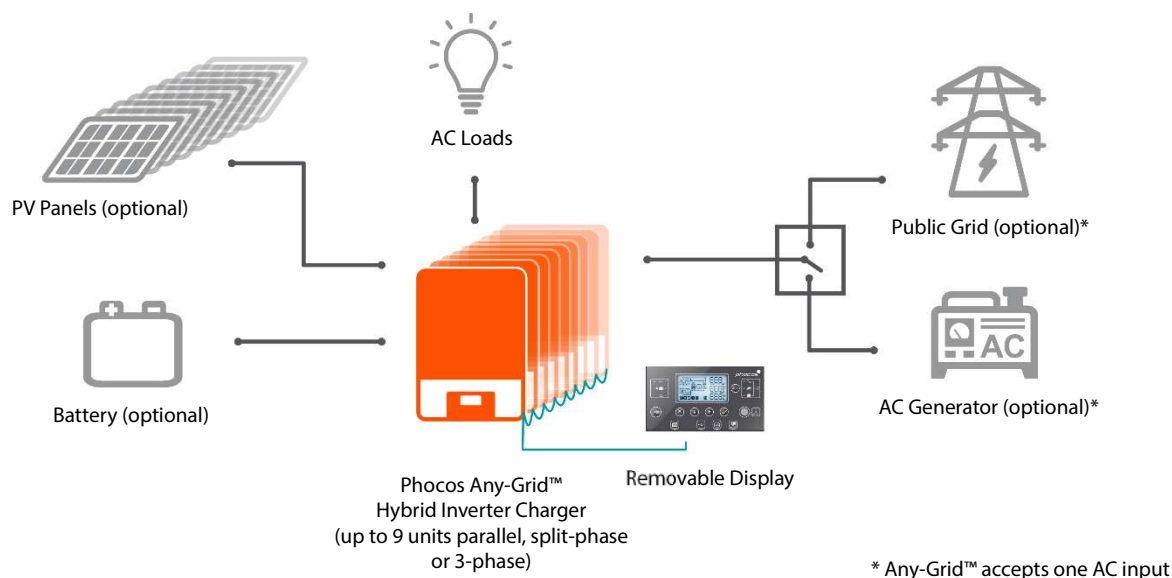 AC Loads
PV Panels (optional)
Public Grid (optional)*
AC
Battery (optional)
AC Generator (optional)*
Removable Display
Phocos Any-Grid™
Hybrid Inverter Charger
(up to 9 units parallel, split-phase
or 3-phase)
* Any-Grid™ accepts one AC input